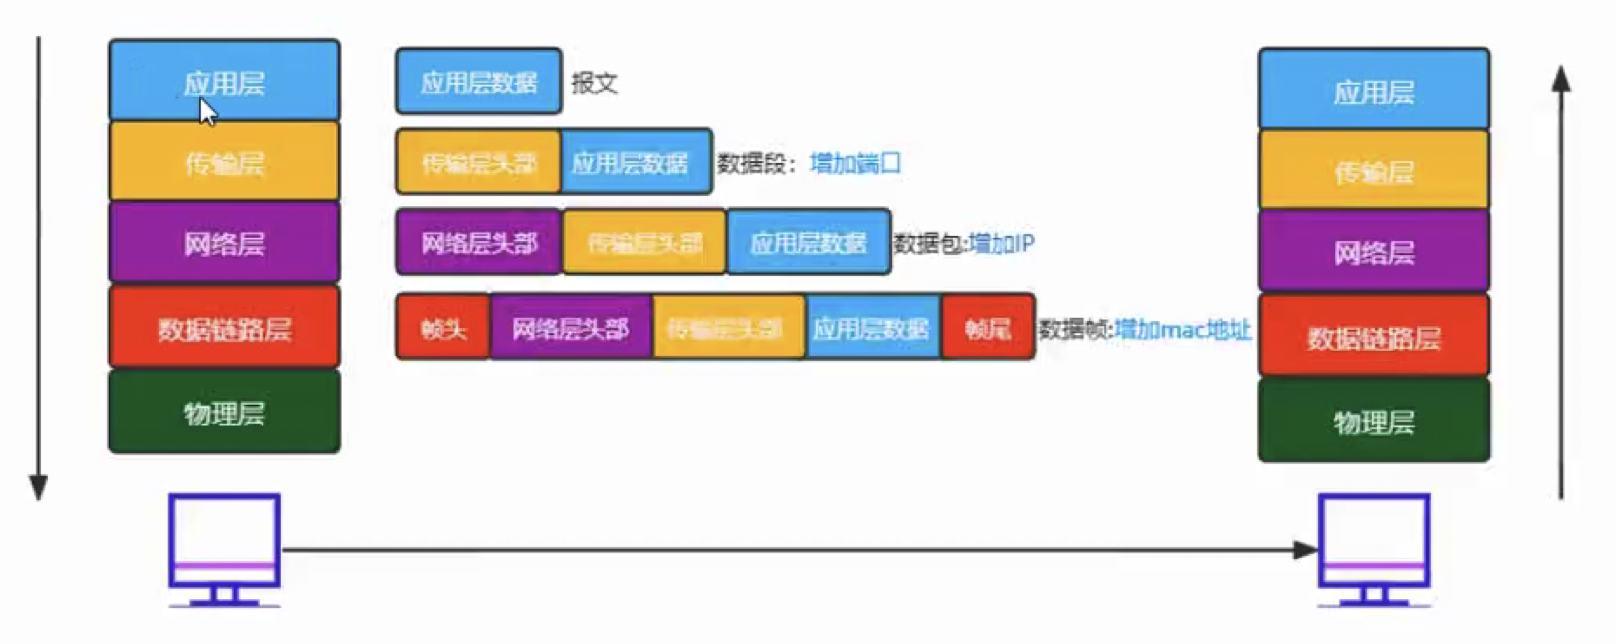 应用层
传输层
网络层
数据链路层
物理层
应用层数据 报文
传输层头部 应用层数据 数据段：增加端口
网络层头部 传输层头部 应用层数据 数据包:增加IP
帧头 网络层头部 传输层头部 应用层数据 帧尾 数据帧:增加mac地址
应用层
传输层
网络层
数据链路层
物理层